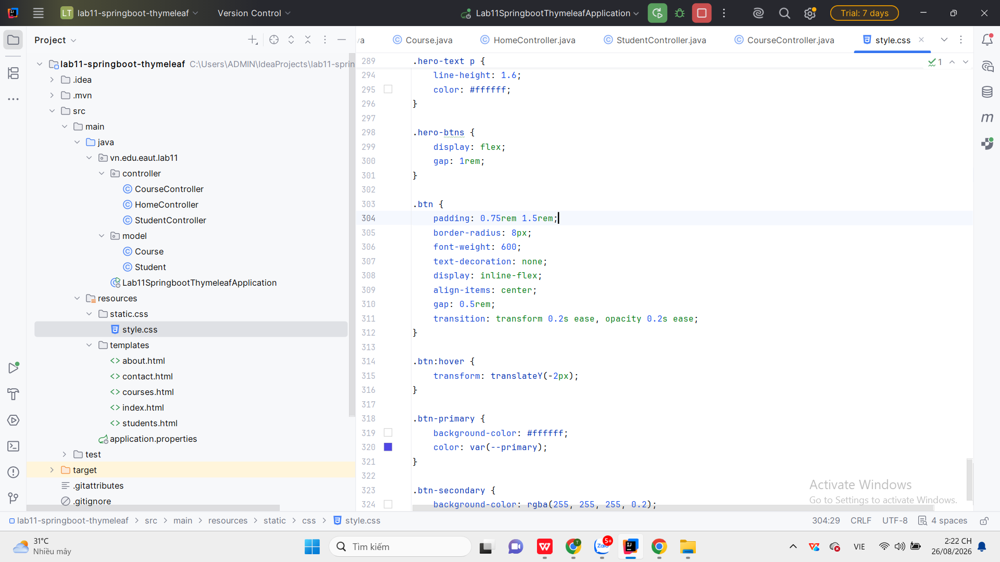 LT lab11-springboot-thymeleaf Version Control Lab11SpringbootThymeleafApplication Trial: 7 days
Project
va Course.java HomeController.java StudentController.java CourseController.java style.css
lab11-springboot-thymeleaf C:\Users\ADMIN\IdeaProjects\lab11-sprin
.idea
.mvn
src
main
java
vn.edu.eaut.lab11
controller
CourseController
HomeController
StudentController
model
Course
Student
Lab11SpringbootThymeleafApplication
resources
static.css
style.css
templates
about.html
contact.html
courses.html
index.html
students.html
application.properties
test
target
.gitattributes
.gitignore
1
289 .hero-text p {
294 line-height: 1.6;
295 color: #ffffff;
296 }
297
298 .hero-btns {
299 display: flex;
300 gap: 1rem;
301 }
302
303 .btn {
304 padding: 0.75rem 1.5rem;
305 border-radius: 8px;
306 font-weight: 600;
307 text-decoration: none;
308 display: inline-flex;
309 align-items: center;
310 gap: 0.5rem;
311 transition: transform 0.2s ease, opacity 0.2s ease;
312 }
313
314 .btn:hover {
315 transform: translateY(-2px);
316 }
317
318 .btn-primary {
319 background-color: #ffffff;
320 color: var(--primary);
321 }
322
323 .btn-secondary {
324 background-color: rgba(255, 255, 255, 0.2);
Activate Windows
Go to Settings to activate Windows.
lab11-springboot-thymeleaf > src > main > resources > static > css > style.css 304:29 CRLF UTF-8 4 spaces
31°C
Nhiều mây
Tìm kiếm
Zalo 5+
VIE
2:22 CH
26/08/2026